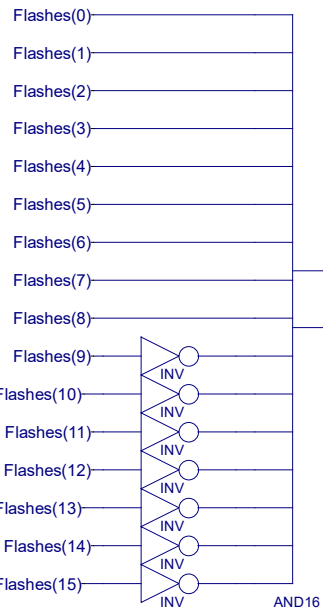 Flashes(0)
Flashes(1)
Flashes(2)
Flashes(3)
Flashes(4)
Flashes(5)
Flashes(6)
Flashes(7)
Flashes(8)
Flashes(9)
INV
Flashes(10)
INV
Flashes(11)
INV
Flashes(12)
INV
Flashes(13)
INV
Flashes(14)
INV
Flashes(15)
INV
AND16